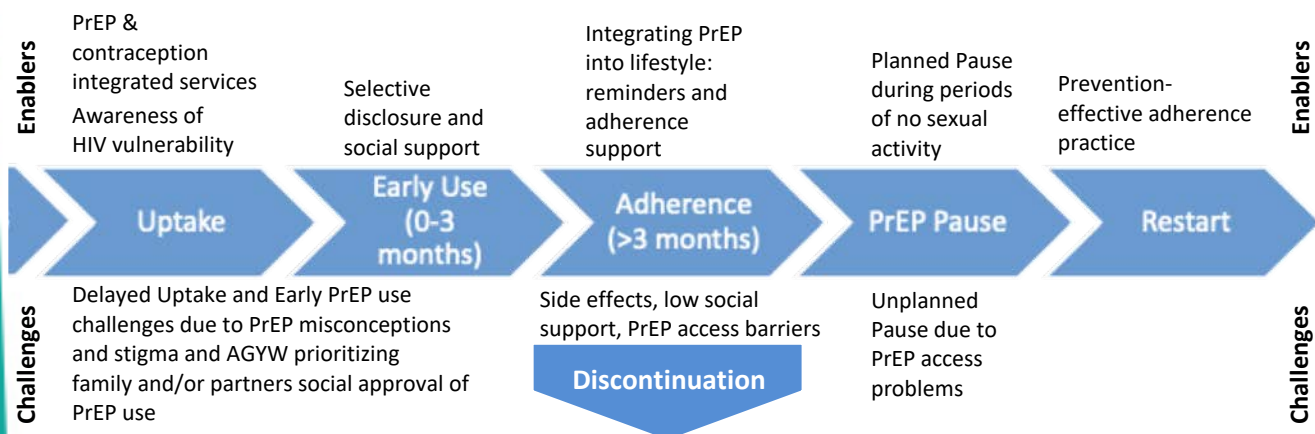 Enablers
PrEP &
contraception
integrated services
Awareness of
HIV vulnerability
Selective
disclosure and
social support
Integrating PrEP
into lifestyle:
reminders and
adherence
support
Planned Pause
during periods
of no sexual
activity
Prevention-
effective adherence
practice
Enablers
Uptake
Early Use
(0-3
months)
Adherence
(>3 months)
PrEP Pause
Restart
Challenges
Delayed Uptake and Early PrEP use
challenges due to PrEP misconceptions
and stigma and AGYW prioritizing
family and/or partners social approval of
PrEP use
Side effects, low social
support, PrEP access barriers
Discontinuation
Unplanned
Pause due to
PrEP access
problems
Challenges